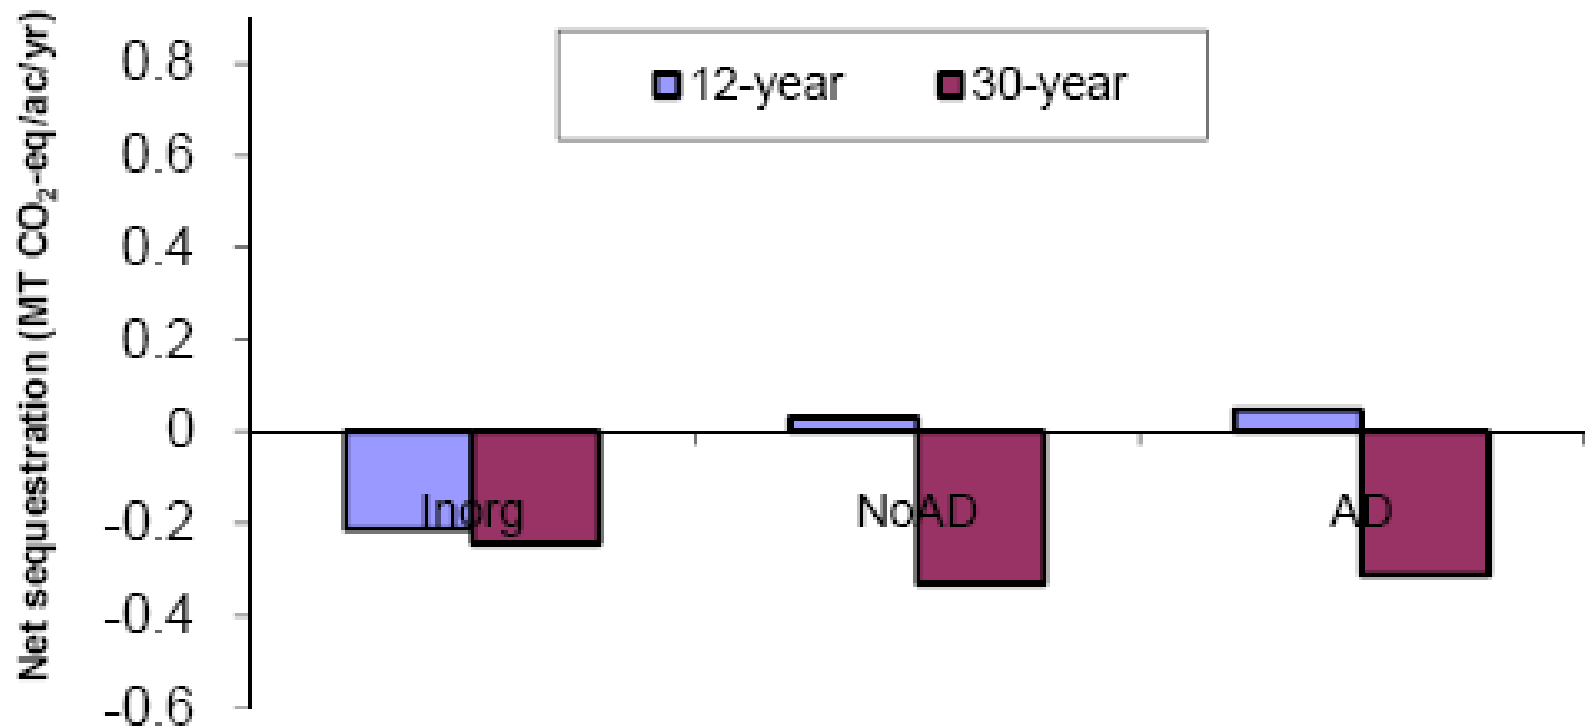 Net sequestration (MT CO₂-eq/ac/yr)
12-year 30-year
0.8
0.6
0.4
0.2
0
-0.2
-0.4
-0.6
Inorg NoAD AD